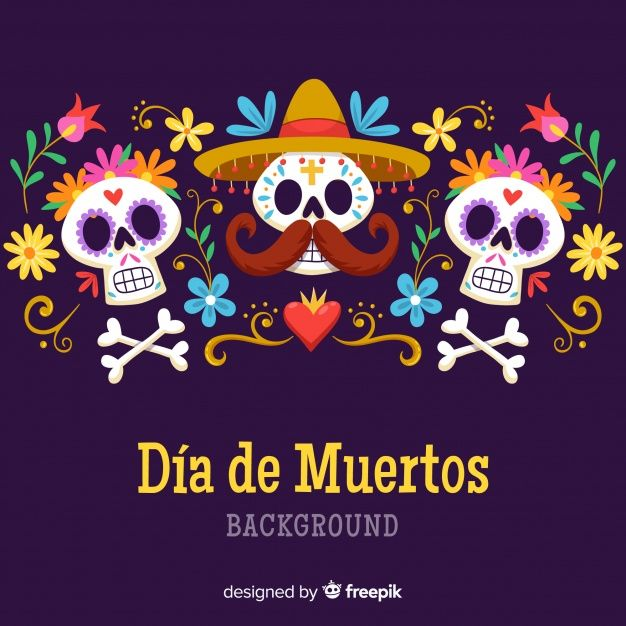 Día de Muertos
BACKGROUND
designed by freepik